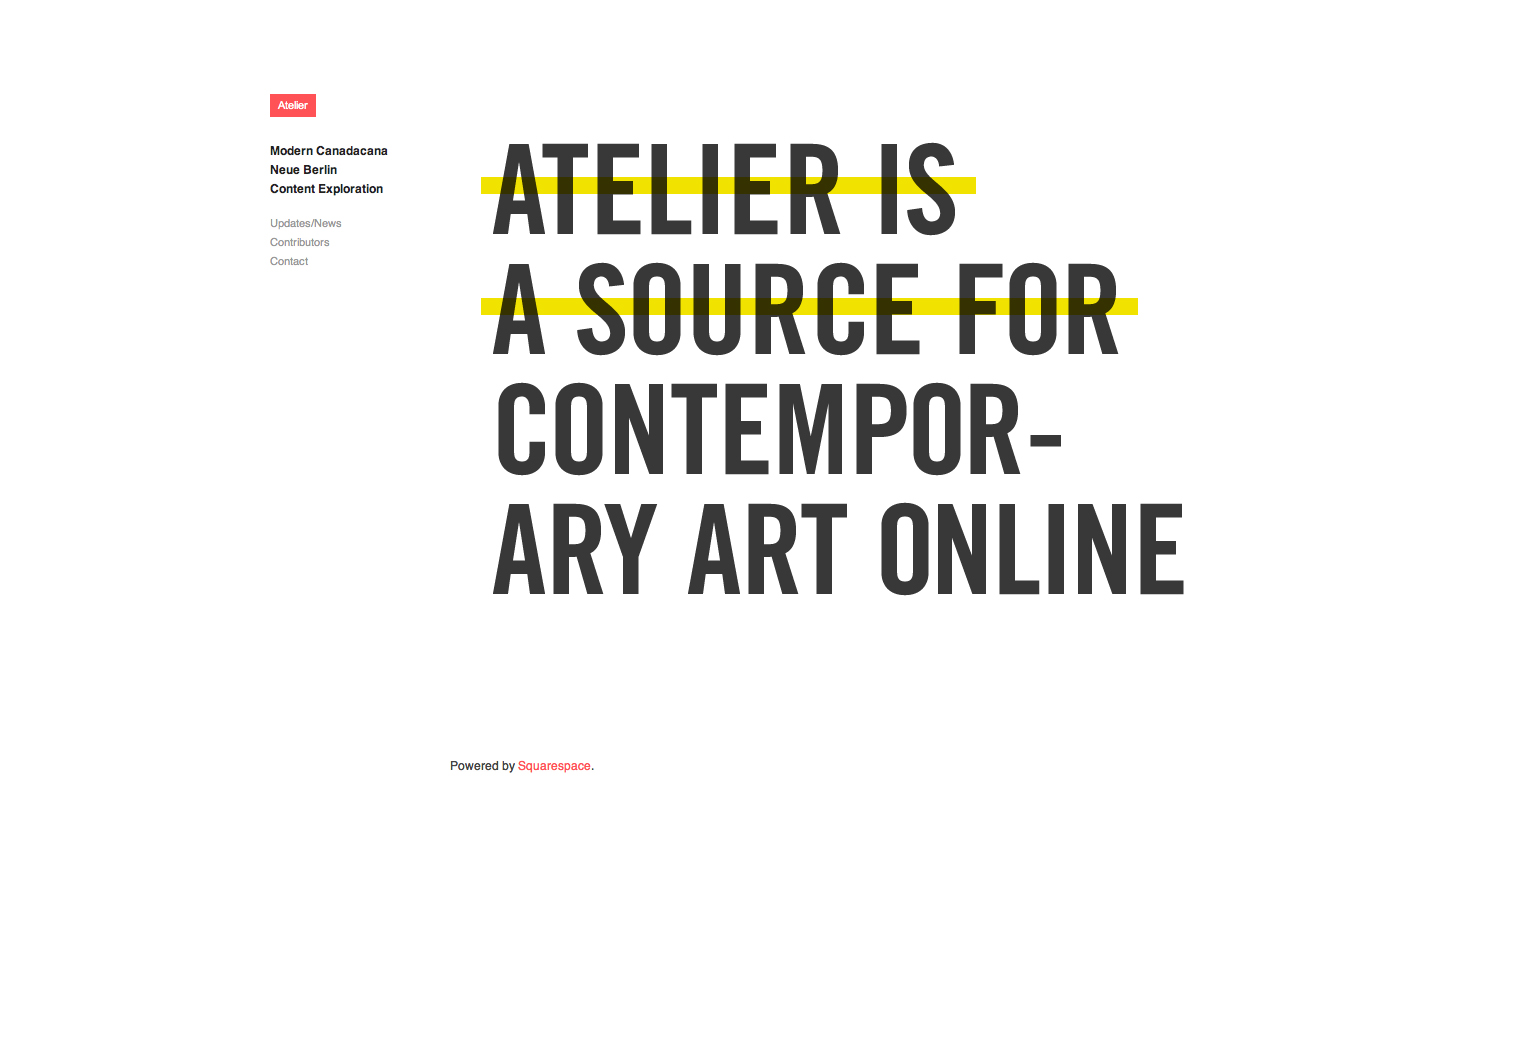 Atelier
Modern Canadacana
Neue Berlin
Content Exploration
Updates/News
Contributors
Contact
ATELIER IS
A SOURCE FOR
CONTEMPOR-
ARY ART ONLINE
Powered by Squarespace.